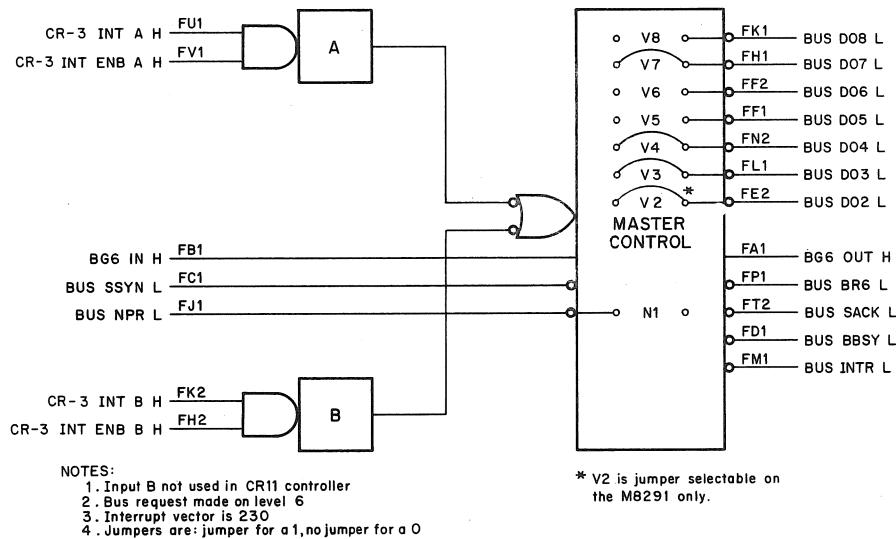 CR-3 INT A H FU1
CR-3 INT ENB A H FV1
A
V8 FK1 BUS D08 L
V7 FH1 BUS D07 L
V6 FF2 BUS D06 L
V5 FF1 BUS D05 L
V4 FN2 BUS D04 L
V3 FL1 BUS D03 L
V2 * FE2 BUS D02 L
MASTER
CONTROL
BG6 IN H FB1
FA1 BG6 OUT H
BUS SSYN L FC1
FP1 BUS BR6 L
BUS NPR L FJ1
N1
FT2 BUS SACK L
FD1 BUS BBSY L
FM1 BUS INTR L
CR-3 INT B H FK2
CR-3 INT ENB B H FH2
B
NOTES:
1. Input B not used in CR11 controller
2. Bus request made on level 6
3. Interrupt vector is 230
4. Jumpers are: jumper for a 1, no jumper for a 0
* V2 is jumper selectable on
the M8291 only.